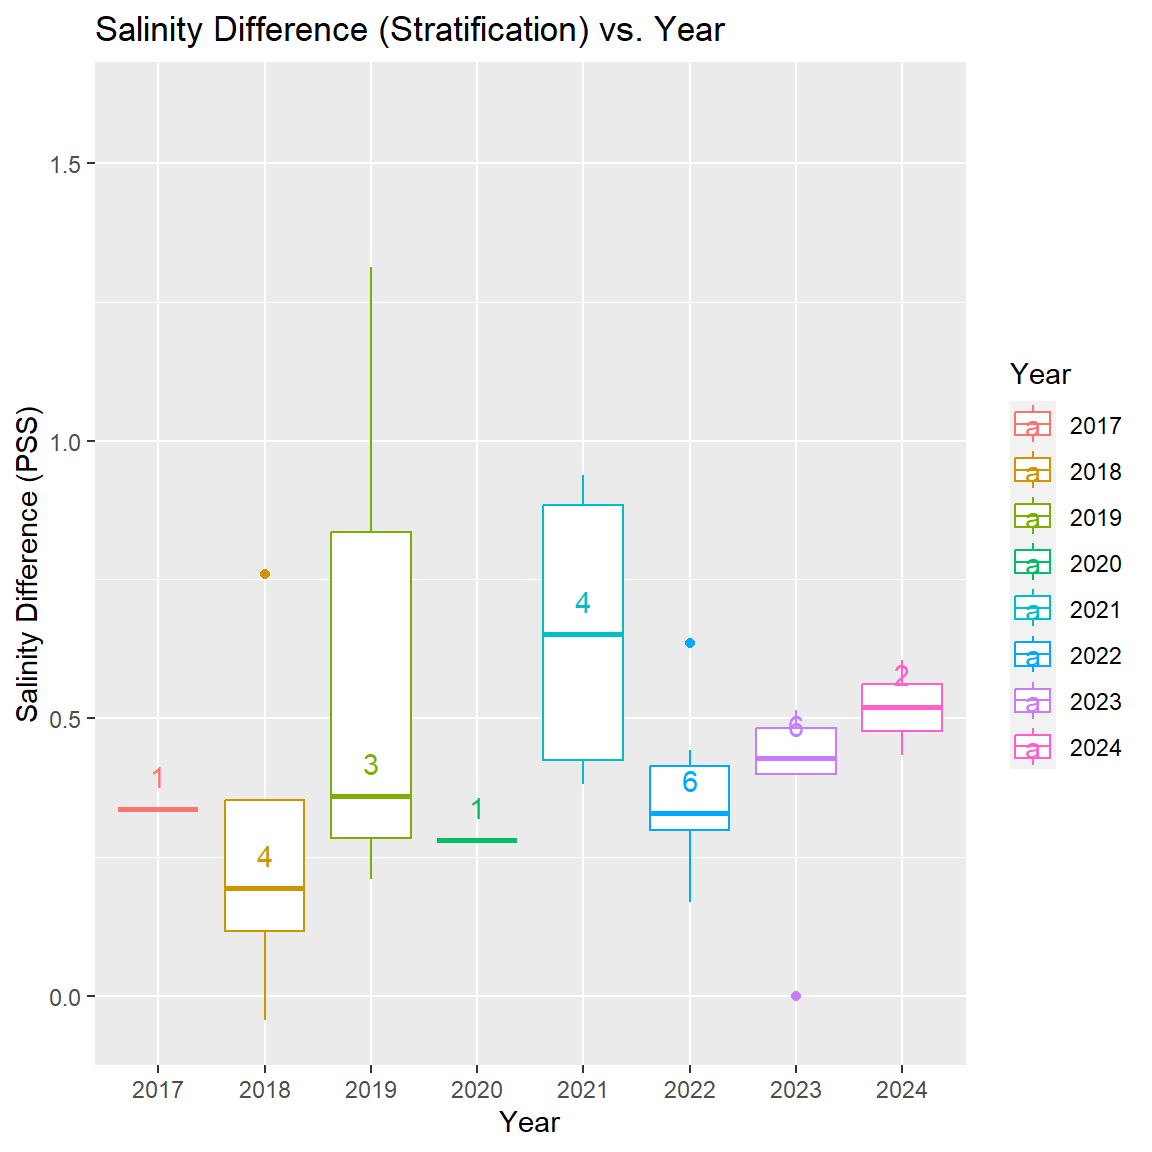 Salinity Difference (Stratification) vs. Year
Salinity Difference (PSS)
1.5
1.0
0.5
0.0
1
4
3
1
4
6
6
2
2017
2018
2019
2020
2021
2022
2023
2024
Year
Year
a 2017
a 2018
a 2019
a 2020
a 2021
a 2022
a 2023
a 2024